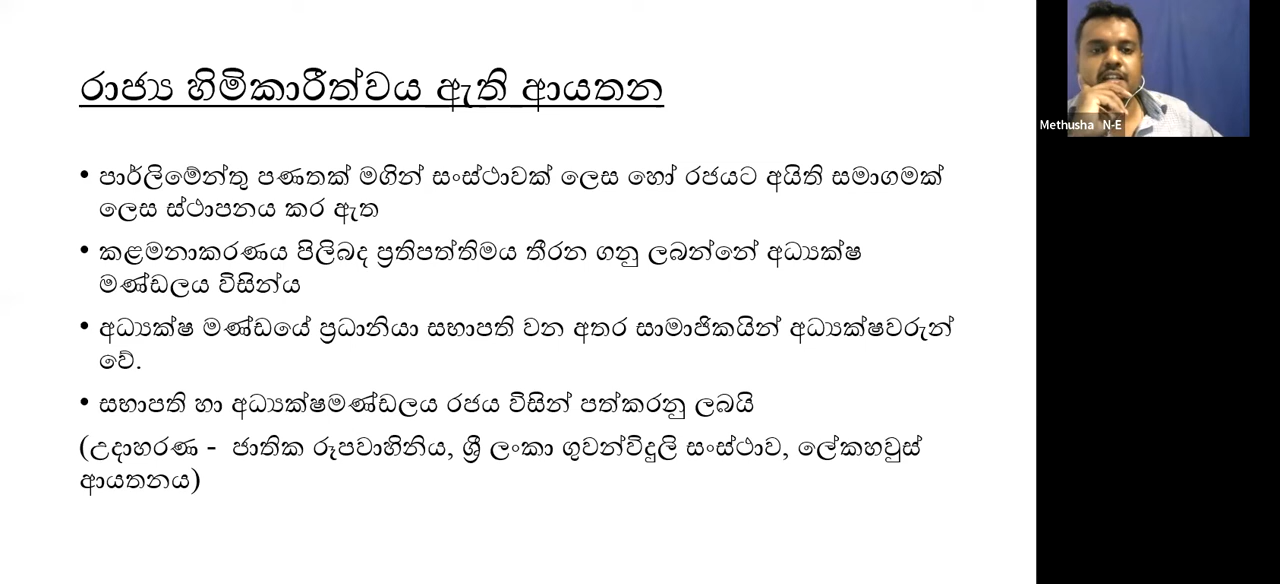 රාජ්‍ය හිමිකාරීත්වය ඇති ආයතන
• පාර්ලිමේන්තු පණතක් මගින් සංස්ථාවක් ලෙස හෝ රජයට අයිති සමාගමක්
ලෙස ස්ථාපනය කර ඇත
• කළමනාකරණය පිලිබද ප්‍රතිපත්තිමය තීරන ගනු ලබන්නේ අධ්‍යක්ෂ
මණ්ඩලය විසින්ය
• අධ්‍යක්ෂ මණ්ඩයේ ප්‍රධානියා සභාපති වන අතර සාමාජිකයින් අධ්‍යක්ෂවරුන්
වේ.
• සභාපති හා අධ්‍යක්ෂමණ්ඩලය රජය විසින් පත්කරනු ලබයි
(උදාහරණ - ජාතික රූපවාහිනිය, ශ්‍රී ලංකා ගුවන්විදුලි සංස්ථාව, ලේකහවුස්
ආයතනය)
Methusha N-E